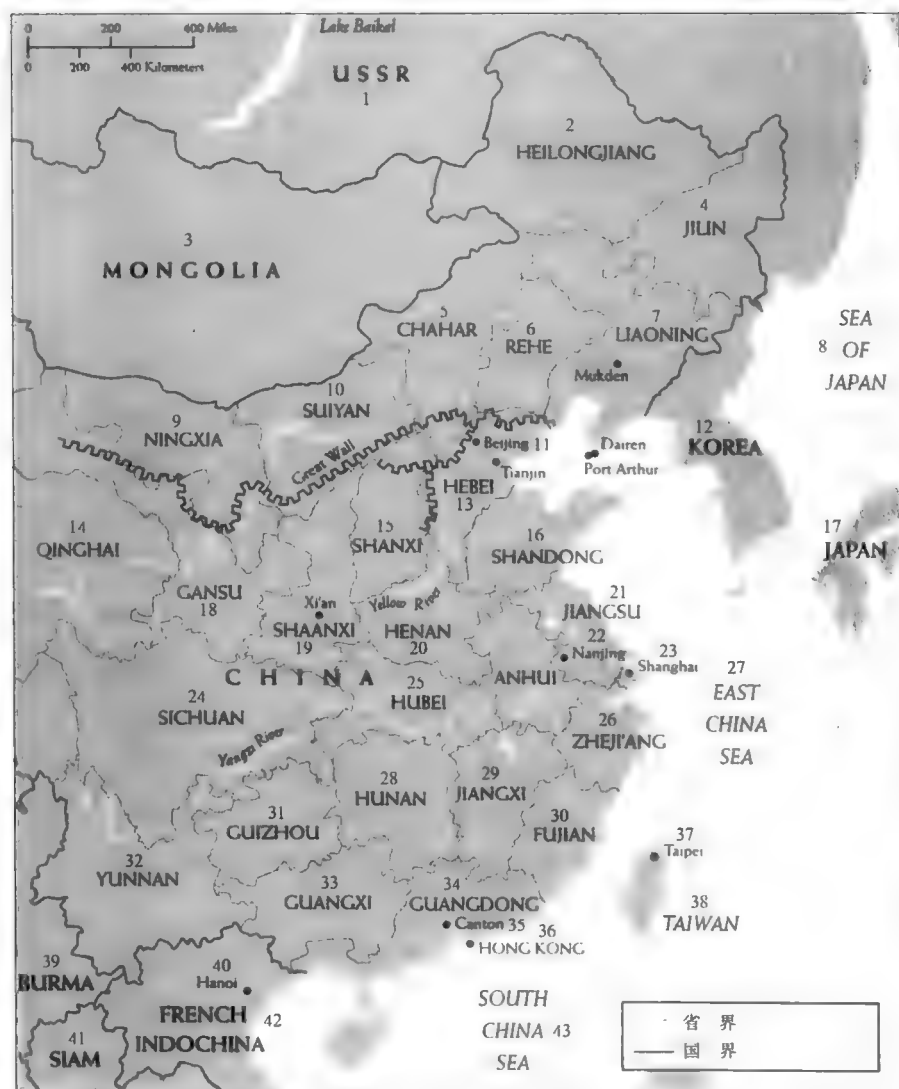 0 200 400 Miles
0 200 400 Kilometers
Lake Baikal
USSR
1
2
HEILONGJIANG
3
MONGOLIA
4
JILIN
5
CHAHAR
6
REHE
7
LIAONING
Mukden
SEA
8 OF
JAPAN
9
NINGXIA
10
SUIYAN
Great Wall
Beijing 11
Tianjin
HEBEI
13
Dairen
Port Arthur
12
KOREA
14
QINGHAI
15
SHANXI
16
SHANDONG
17
JAPAN
GANSU
18
Xi'an
SHAANXI
19
Yellow River
HENAN
20
21
JIANGSU
22
Nanjing
23
Shanghai
ANHUI
CHINA
24
SICHUAN
25
HUBEI
26
ZHEJI'ANG
27
EAST
CHINA
SEA
Yangzi River
28
HUNAN
29
JIANGXI
30
FUJIAN
31
GUIZHOU
32
YUNNAN
33
GUANGXI
34
GUANGDONG
Canton 35
36
HONG KONG
37
Taipei
38
TAIWAN
39
BURMA
40
Hanoi
FRENCH
INDOCHINA
42
41
SIAM
SOUTH
CHINA 43
SEA
省界
国界